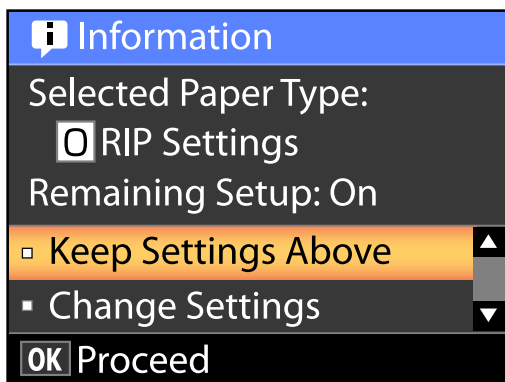 Information
Selected Paper Type:
0 RIP Settings
Remaining Setup: On
Keep Settings Above
Change Settings
OK Proceed